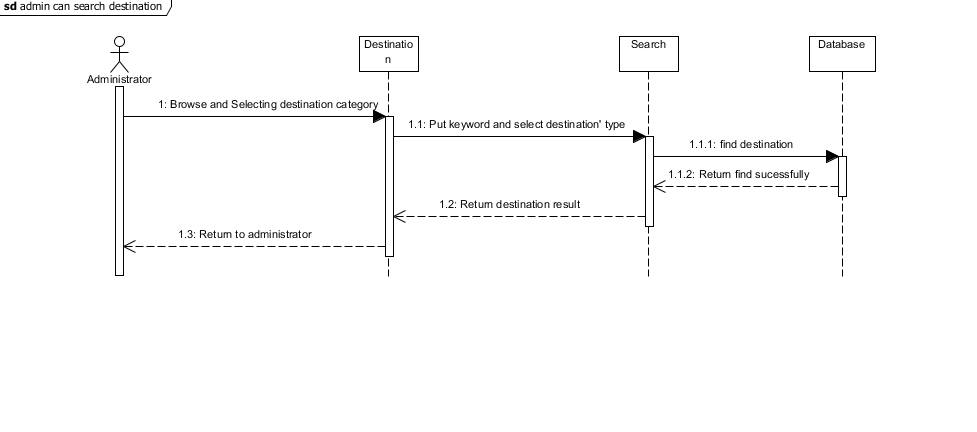 sd admin can search destination
Administrator
Destinatio
n
Search
Database
1: Browse and Selecting destination category
1.1: Put keyword and select destination' type
1.1.1: find destination
1.1.2: Return find sucessfully
1.2: Return destination result
1.3: Return to administrator